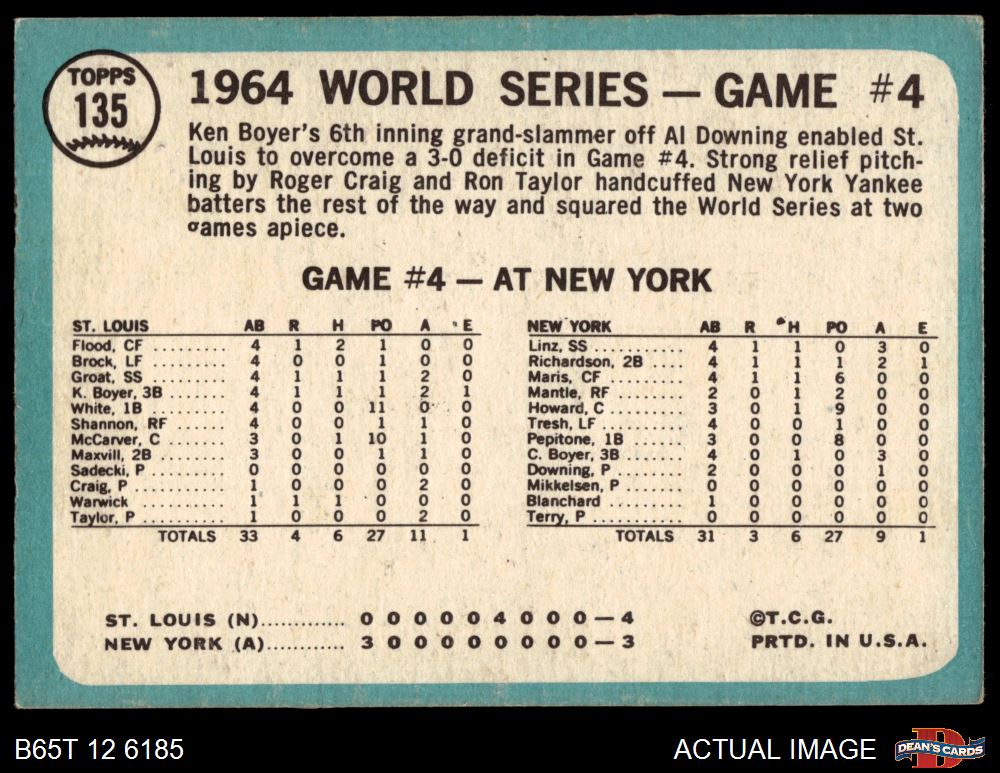 TOPPS
135
1964 WORLD SERIES — GAME #4
Ken Boyer's 6th inning grand-slammer off Al Downing enabled St.
Louis to overcome a 3-0 deficit in Game #4. Strong relief pitch-
ing by Roger Craig and Ron Taylor handcuffed New York Yankee
batters the rest of the way and squared the World Series at two
games apiece.
GAME #4 — AT NEW YORK
ST. LOUIS AB R H PO A E
Flood, CF ......... 4 1 2 1 0 0
Brock, LF ......... 4 0 0 1 0 0
Groat, SS ......... 4 1 1 1 2 0
K. Boyer, 3B ....... 4 1 1 1 2 1
White, 1B ......... 4 0 0 11 0 0
Shannon, RF ....... 4 0 0 1 1 0
McCarver, C ....... 3 0 1 10 1 0
Maxvill, 2B ........ 3 0 0 1 1 0
Sadecki, P ......... 0 0 0 0 0 0
Craig, P ........... 1 0 0 0 2 0
Warwick .......... 1 1 1 0 0 0
Taylor, P .......... 1 0 0 0 2 0
TOTALS 33 4 6 27 11 1
NEW YORK AB R H PO A E
Linz, SS ........... 4 1 1 0 3 0
Richardson, 2B .... 4 1 1 1 2 1
Maris, CF ......... 4 1 1 6 0 0
Mantle, RF ........ 2 0 1 2 0 0
Howard, C ......... 3 0 1 9 0 0
Tresh, LF .......... 4 0 0 1 0 0
Pepitone, 1B ....... 3 0 0 8 0 0
C. Boyer, 3B ....... 4 0 1 0 3 0
Downing, P ........ 2 0 0 0 1 0
Mikkelsen, P ....... 0 0 0 0 0 0
Blanchard ........ 1 0 0 0 0 0
Terry, P ........... 0 0 0 0 0 0
TOTALS 31 3 6 27 9 1
ST. LOUIS (N)............ 0 0 0 0 0 4 0 0 0 — 4
NEW YORK (A)........... 3 0 0 0 0 0 0 0 0 — 3
©T.C.G.
PRTD. IN U.S.A.
B65T 12 6185
ACTUAL IMAGE
D
DEAN'S CARDS